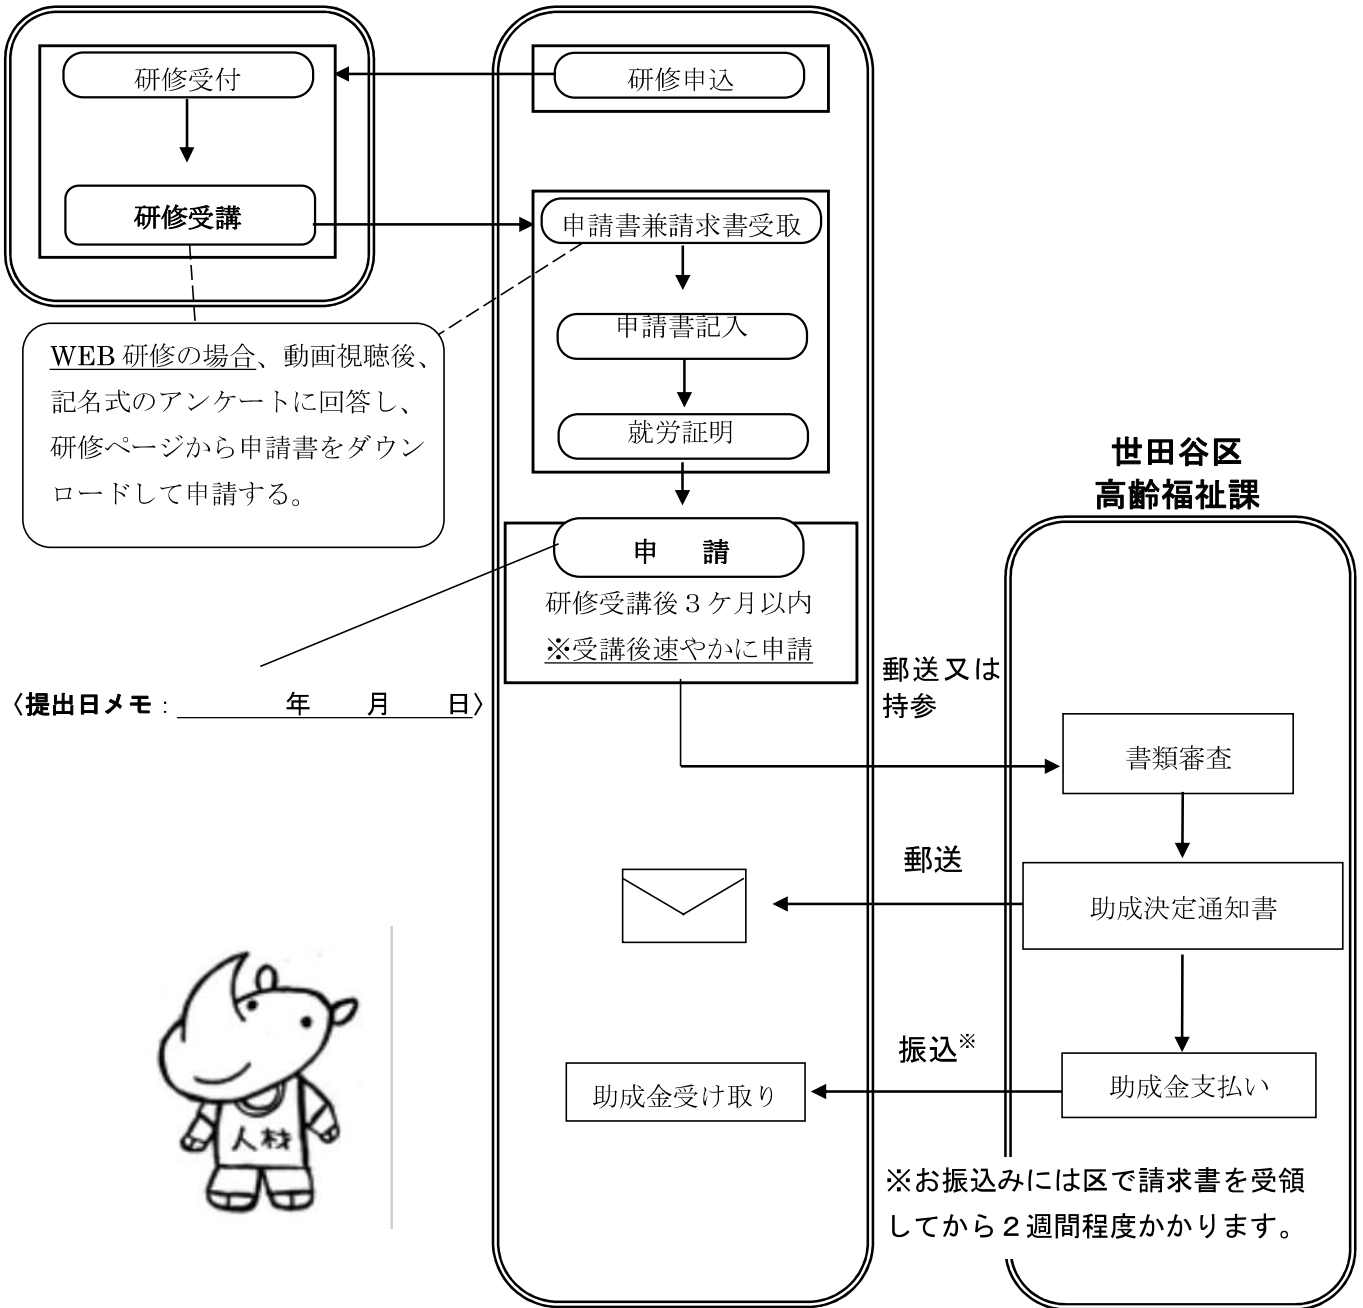 研修受付
研修申込
研修受講
申請書兼請求書受取
WEB 研修の場合、動画視聴後、
記名式のアンケートに回答し、
研修ページから申請書をダウン
ロードして申請する。
申請書記入
就労証明
申　請
研修受講後３ケ月以内
※受講後速やかに申請
〈提出日メモ：　　　　年　　月　　日〉
世田谷区
高齢福祉課
郵送又は
持参
書類審査
郵送
助成決定通知書
振込※
助成金支払い
助成金受け取り
※お振込みには区で請求書を受領
してから２週間程度かかります。
人材